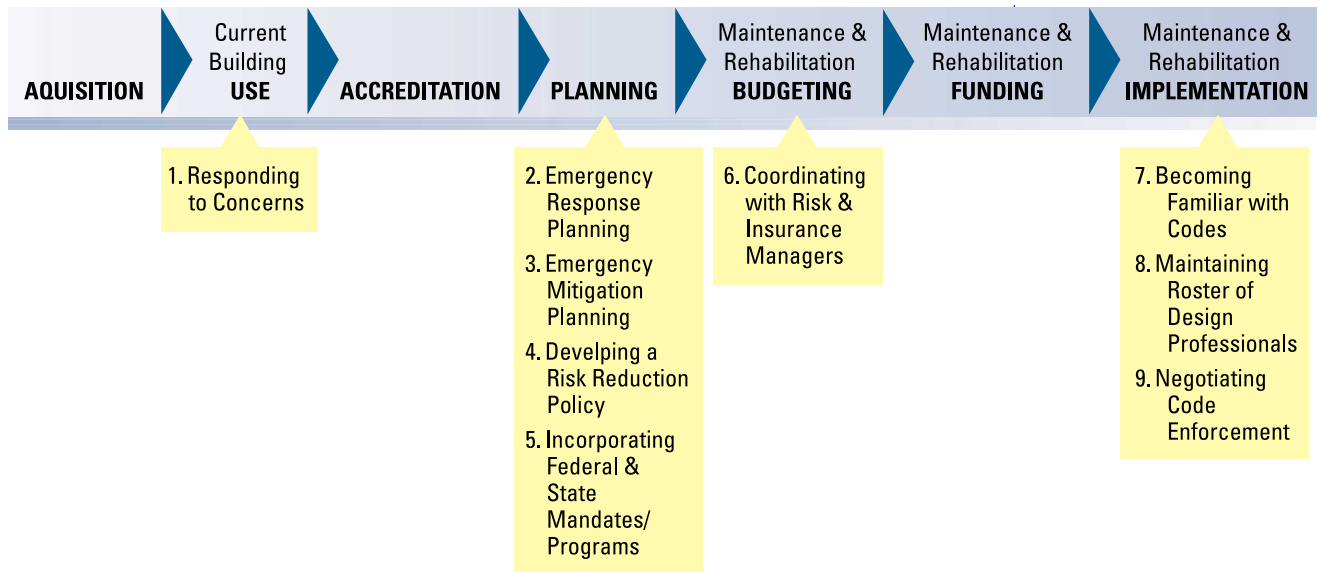 AQUISITION
Current
Building
USE
ACCREDITATION
PLANNING
Maintenance &
Rehabilitation
BUDGETING
Maintenance &
Rehabilitation
FUNDING
Maintenance &
Rehabilitation
IMPLEMENTATION
1. Responding
to Concerns
2. Emergency
Response
Planning
3. Emergency
Mitigation
Planning
4. Develping a
Risk Reduction
Policy
5. Incorporating
Federal &
State
Mandates/
Programs
6. Coordinating
with Risk &
Insurance
Managers
7. Becoming
Familiar with
Codes
8. Maintaining
Roster of
Design
Professionals
9. Negotiating
Code
Enforcement